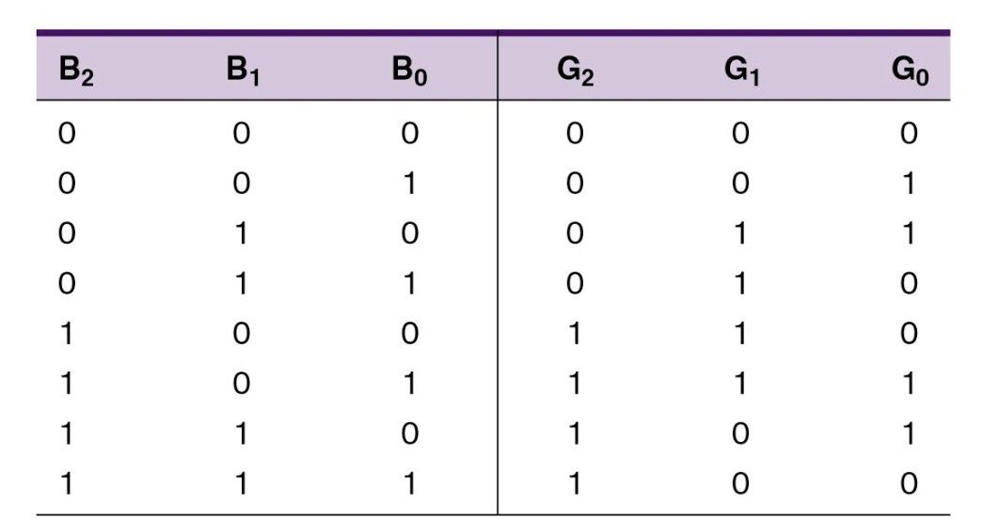 B₂ B₁ B₀ G₂ G₁ G₀
0 0 0 0 0 0
0 0 1 0 0 1
0 1 0 0 1 1
0 1 1 0 1 0
1 0 0 1 1 0
1 0 1 1 1 1
1 1 0 1 0 1
1 1 1 1 0 0